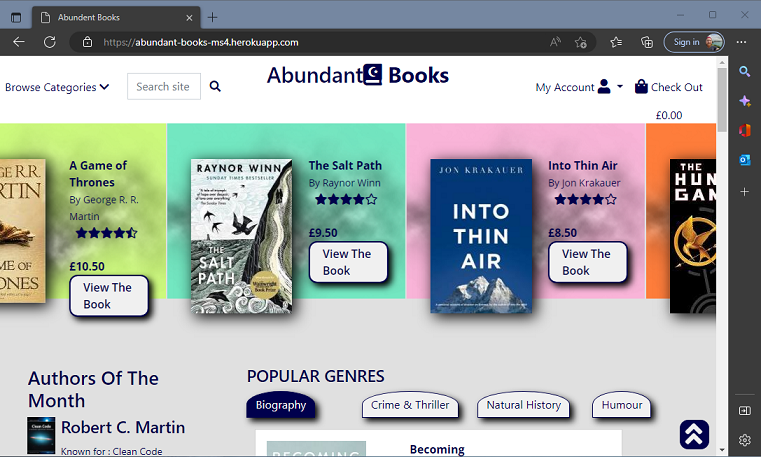 Abundent Books
https://abundant-books-ms4.herokuapp.com
Sign in
Browse Categories
Search site
Abundant Books
My Account
Check Out
£0.00
GE R.R.
RTIN
ME OF
RONES
A Game of
Thrones
By George R. R.
Martin
£10.50
View The
Book
RAYNOR WINN
SUNDAY TIMES BESTSELLER
THE
SALT
PATH
The Salt Path
By Raynor Winn
£9.50
View The
Book
JON KRAKAUER
INTO
THIN
AIR
Into Thin Air
By Jon Krakauer
£8.50
View The
Book
THE
HUN
GAM
Authors Of The
Month
Clean Code
Robert C. Martin
Known for : Clean Code
POPULAR GENRES
Biography
Crime & Thriller
Natural History
Humour
BECOMING
Becoming